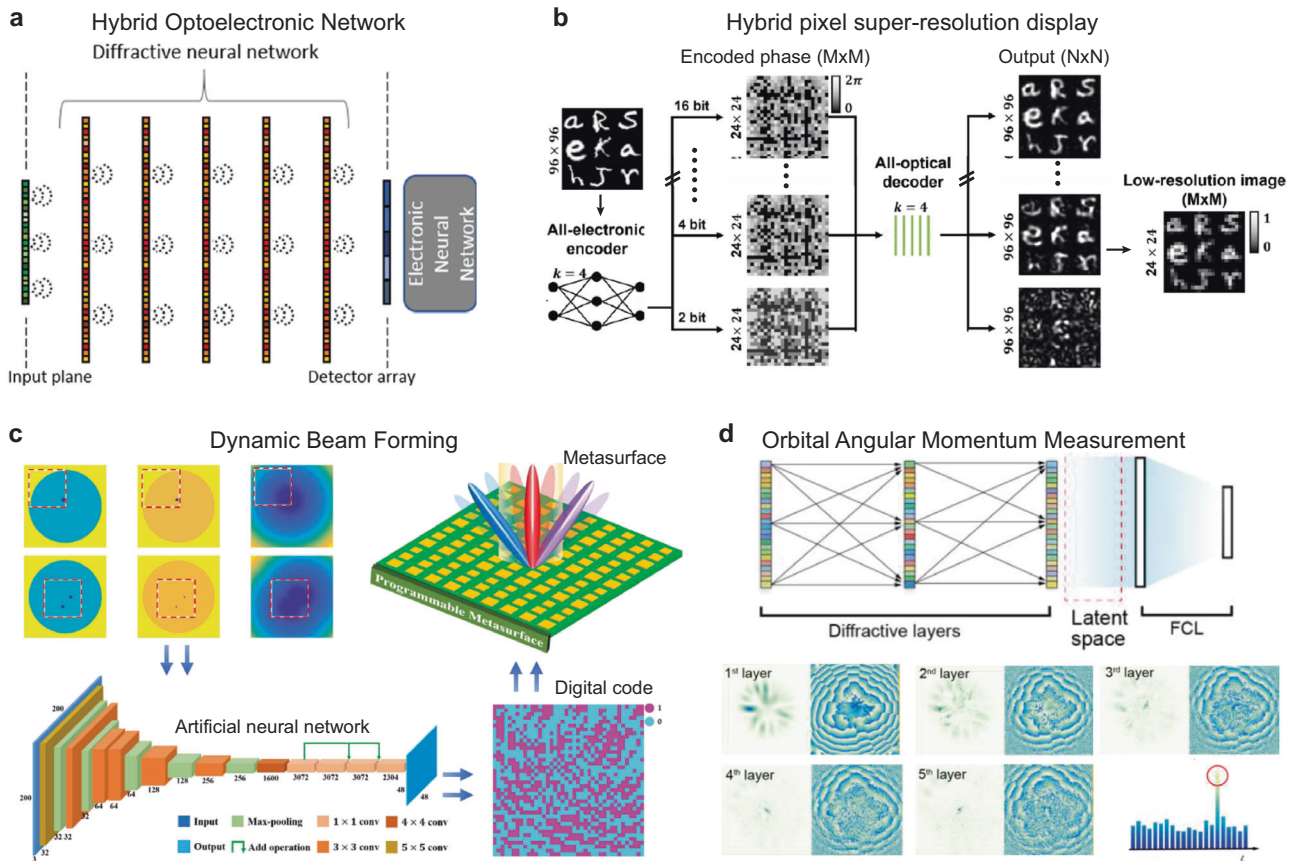 a
Hybrid Optoelectronic Network
Diffractive neural network
Electronic
Neural
Network
Input plane
Detector array
b
Hybrid pixel super-resolution display
Encoded phase (MxM)
Output (NxN)
16 bit
2π
0
24 × 24
96 × 96
a R S
e K a
h J r
96 × 96
a R S
e K a
h J r
All-electronic
encoder
k = 4
4 bit
24 × 24
All-optical
decoder
k = 4
96 × 96
a R S
e K a
h J r
Low-resolution image
(MxM)
24 × 24
a R S
e K a
h J r
1
0
2 bit
24 × 24
96 × 96
c
Dynamic Beam Forming
Metasurface
Programmable Metasurface
Digital code
1
0
Artificial neural network
200
200
3
32
32
32
64
64
128
128
256
256
1600
3072
3072
3072
2304
48
48
Input
Max-pooling
1 × 1 conv
4 × 4 conv
Output
Add operation
3 × 3 conv
5 × 5 conv
d
Orbital Angular Momentum Measurement
Diffractive layers
Latent
space
FCL
1st layer
2nd layer
3rd layer
4th layer
5th layer
ℓ